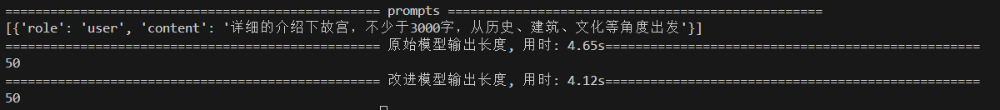 ================================================== prompts ==================================================
[{'role': 'user', 'content': '详细的介绍下故宫，不少于3000字，从历史、建筑、文化等角度出发'}]
================================================== 原始模型输出长度, 用时: 4.65s==================================================
50
================================================== 改进模型输出长度, 用时: 4.12s==================================================
50